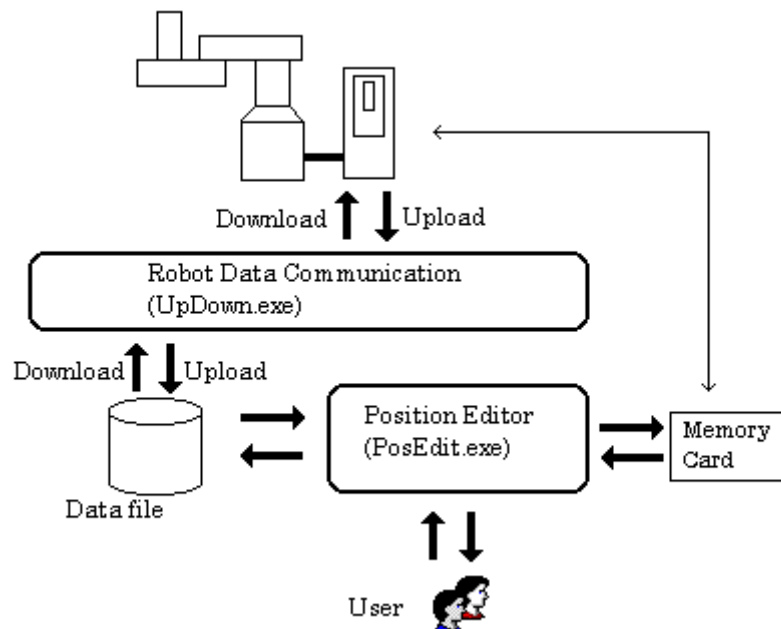 Download
Upload
Robot Data Communication
(UpDown.exe)
Download
Upload
Position Editor
(PosEdit.exe)
Memory
Card
Data file
User